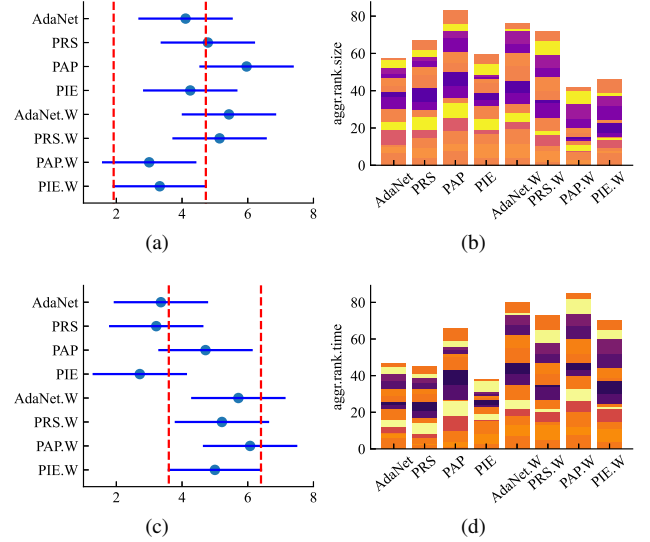 AdaNet
PRS
PAP
PIE
AdaNet.W
PRS.W
PAP.W
PIE.W
2 4 6 8
(a)
aggr.rank.size
80
60
40
20
0
AdaNet PRS PAP PIE AdaNet.W PRS.W PAP.W PIE.W
(b)
AdaNet
PRS
PAP
PIE
AdaNet.W
PRS.W
PAP.W
PIE.W
2 4 6 8
(c)
aggr.rank.time
80
60
40
20
0
AdaNet PRS PAP PIE AdaNet.W PRS.W PAP.W PIE.W
(d)